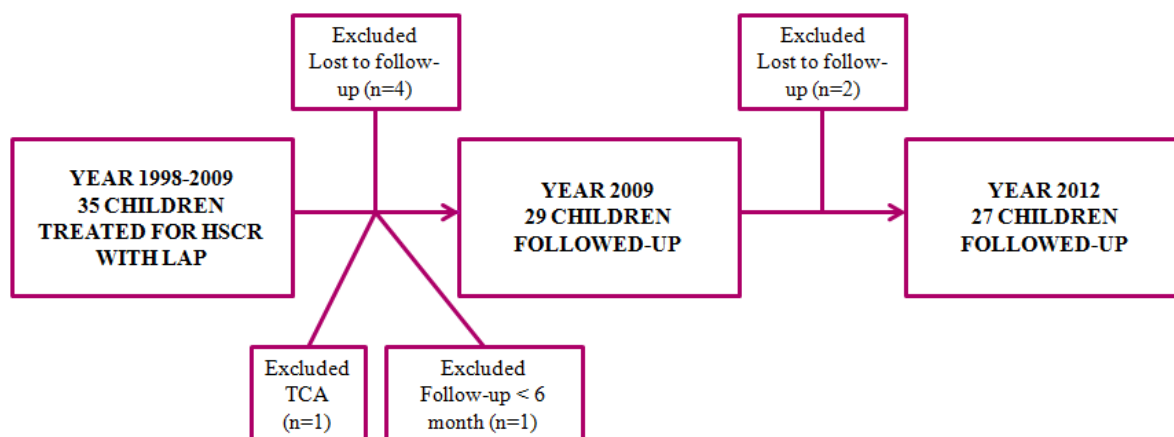 Excluded
Lost to follow-
up (n=4)
Excluded
Lost to follow-
up (n=2)
YEAR 1998-2009
35 CHILDREN
TREATED FOR HSCR
WITH LAP
YEAR 2009
29 CHILDREN
FOLLOWED-UP
YEAR 2012
27 CHILDREN
FOLLOWED-UP
Excluded
TCA
(n=1)
Excluded
Follow-up < 6
month (n=1)